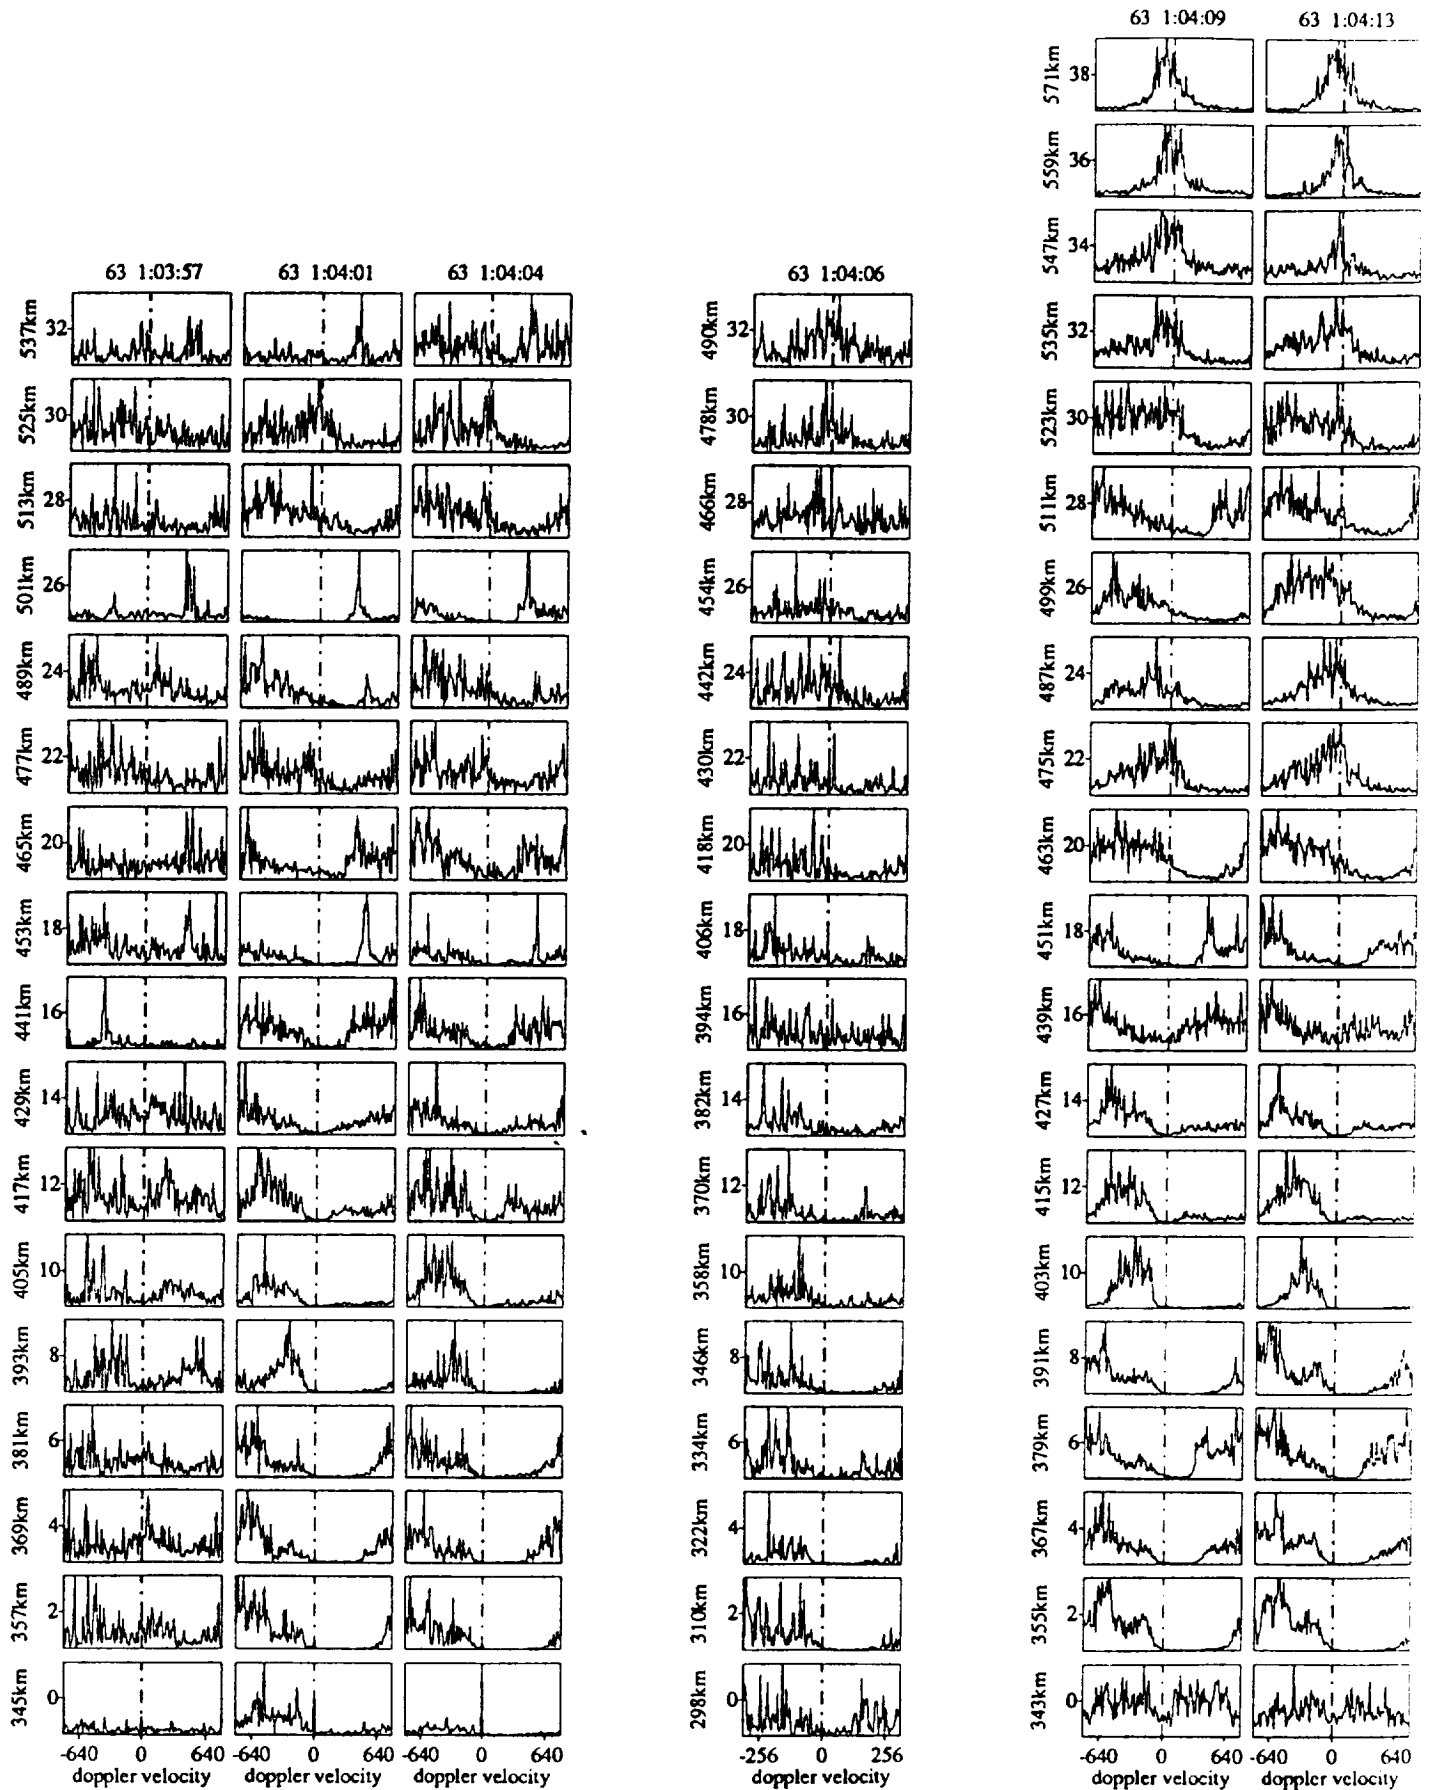 63 1:04:09 63 1:04:13
571km 38
559km 36
547km 34
535km 32
523km 30
511km 28
499km 26
487km 24
475km 22
463km 20
451km 18
439km 16
427km 14
415km 12
403km 10
391km 8
379km 6
367km 4
355km 2
343km 0
-640 0 640 -640 0 640
doppler velocity doppler velocity
63 1:03:57 63 1:04:01 63 1:04:04
537km 32
525km 30
513km 28
501km 26
489km 24
477km 22
465km 20
453km 18
441km 16
429km 14
417km 12
405km 10
393km 8
381km 6
369km 4
357km 2
345km 0
-640 0 640 -640 0 640 -640 0 640
doppler velocity doppler velocity doppler velocity
63 1:04:06
490km 32
478km 30
466km 28
454km 26
442km 24
430km 22
418km 20
406km 18
394km 16
382km 14
370km 12
358km 10
346km 8
334km 6
322km 4
310km 2
298km 0
-256 0 256
doppler velocity